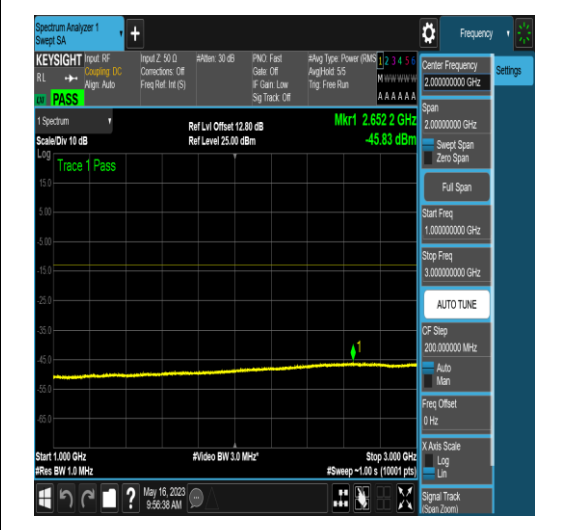 Spectrum Analyzer 1
Swept SA
+
Frequency
KEYSIGHT
RL
PASS
Input: RF
Coupling: DC
Align: Auto
Input Z: 50 Ω
Corrections: Off
Freq Ref: Int (S)
#Atten: 30 dB
PNO: Fast
Gate: Off
IF Gain: Low
Sig Track: Off
#Avg Type: Power (RMS
Avg|Hold: 5/5
Trig: Free Run
1 2 3 4 5 6
M W W W W W
A A A A A A
1 Spectrum
Scale/Div 10 dB
Ref Lvl Offset 12.80 dB
Ref Level 25.00 dBm
Mkr1 2.652 2 GHz
-45.83 dBm
Log
Trace 1 Pass
15.0
5.00
-5.00
-15.0
-25.0
-35.0
-45.0
-55.0
-65.0
1
Start 1.000 GHz
#Res BW 1.0 MHz
#Video BW 3.0 MHz*
Stop 3.000 GHz
#Sweep ~1.00 s (10001 pts)
?
May 16, 2023
9:56:38 AM
Center Frequency
2.000000000 GHz
Settings
Span
2.00000000 GHz
Swept Span
Zero Span
Full Span
Start Freq
1.000000000 GHz
Stop Freq
3.000000000 GHz
AUTO TUNE
CF Step
200.000000 MHz
Auto
Man
Freq Offset
0 Hz
X Axis Scale
Log
Lin
Signal Track
(Span Zoom)